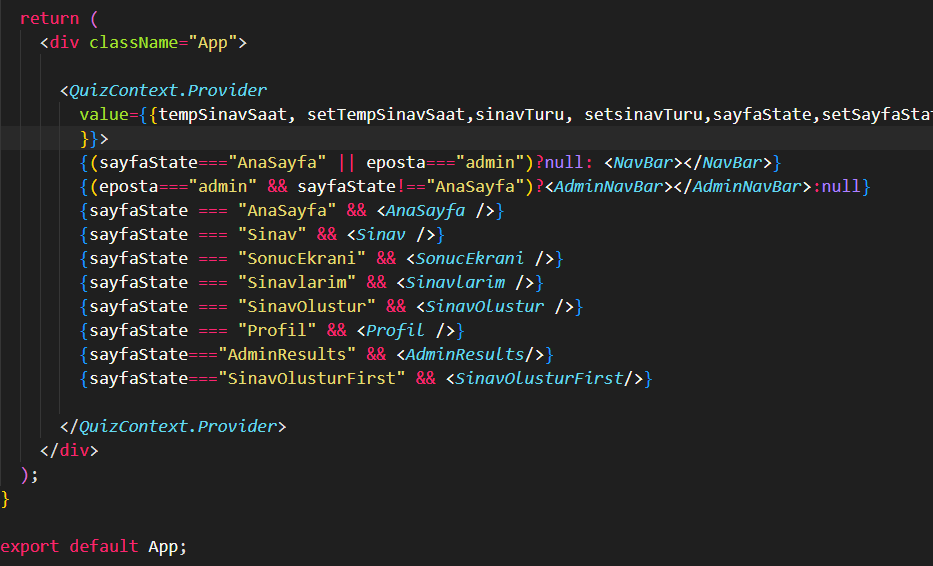 return (
<div className="App">
<QuizContext.Provider
value={{tempSinavSaat, setTempSinavSaat,sinavTuru, setsinavTuru,sayfaState,setSayfaStat
}}>
{(sayfaState==="AnaSayfa" || eposta==="admin")?null: <NavBar></NavBar>}
{(eposta==="admin" && sayfaState!=="AnaSayfa")?<AdminNavBar></AdminNavBar>:null}
{sayfaState === "AnaSayfa" && <AnaSayfa />}
{sayfaState === "Sinav" && <Sinav />}
{sayfaState === "SonucEkrani" && <SonucEkrani />}
{sayfaState === "Sinavlarim" && <Sinavlarim />}
{sayfaState === "SinavOlustur" && <SinavOlustur />}
{sayfaState === "Profil" && <Profil />}
{sayfaState==="AdminResults" && <AdminResults/>}
{sayfaState==="SinavOlusturFirst" && <SinavOlusturFirst/>}
</QuizContext.Provider>
</div>
);
}
export default App;